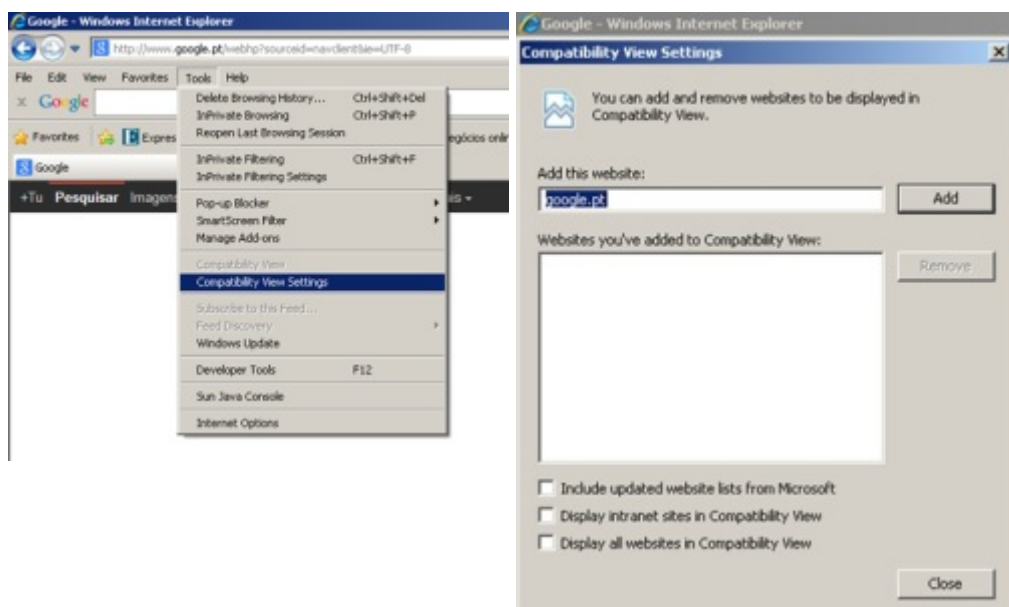 Google - Windows Internet Explorer
http://www.google.pt/webhp?sourceid=navclient&ie=UTF-8
File Edit View Favorites Tools Help
x Google
Favorites Expres
Google
+Tu Pesquisar Imagens
Delete Browsing History... Ctrl+Shift+Del
InPrivate Browsing Ctrl+Shift+P
Reopen Last Browsing Session
InPrivate Filtering Ctrl+Shift+F
InPrivate Filtering Settings
Pop-up Blocker
SmartScreen Filter
Manage Add-ons
Compatibility View
Compatibility View Settings
Subscribe to this Feed...
Feed Discovery
Windows Update
Developer Tools F12
Sun Java Console
Internet Options
egócios onlin
is
Google - Windows Internet Explorer
Compatibility View Settings
You can add and remove websites to be displayed in
Compatibility View.
Add this website:
google.pt Add
Websites you've added to Compatibility View:
Remove
Include updated website lists from Microsoft
Display intranet sites in Compatibility View
Display all websites in Compatibility View
Close